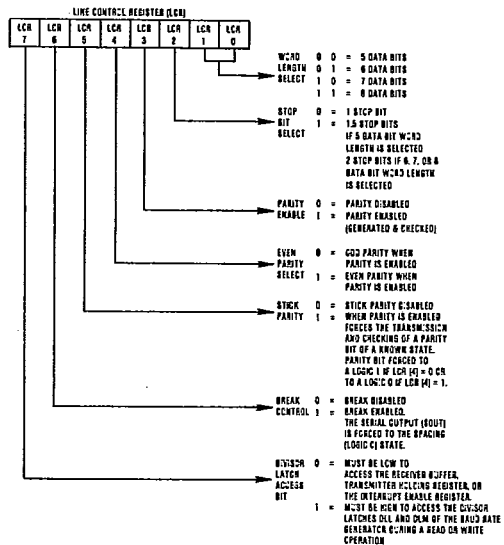 LINE CONTROL REGISTER (LCR)
LCR 7 LCR 6 LCR 5 LCR 4 LCR 3 LCR 2 LCR 1 LCR 0
WORD 0 0 = 5 DATA BITS
LENGTH 0 1 = 6 DATA BITS
SELECT 1 0 = 7 DATA BITS
1 1 = 8 DATA BITS
STOP 0 = 1 STOP BIT
BIT 1 = 1.5 STOP BITS
SELECT IF 5 DATA BIT WORD
LENGTH IS SELECTED
2 STOP BITS IF 6, 7, OR 8
DATA BIT WORD LENGTH
IS SELECTED
PARITY 0 = PARITY DISABLED
ENABLE 1 = PARITY ENABLED
(GENERATED & CHECKED)
EVEN 0 = ODD PARITY WHEN
PARITY PARITY IS ENABLED
SELECT 1 = EVEN PARITY WHEN
PARITY IS ENABLED
STICK 0 = STICK PARITY DISABLED
PARITY 1 = WHEN PARITY IS ENABLED
FORCES THE TRANSMISSION
AND CHECKING OF A PARITY
BIT OF A KNOWN STATE.
PARITY BIT FORCED TO
A LOGIC 1 IF LCR [4] = 0 OR
TO A LOGIC 0 IF LCR [4] = 1.
BREAK 0 = BREAK DISABLED
CONTROL 1 = BREAK ENABLED.
THE SERIAL OUTPUT (SOUT)
IS FORCED TO THE SPACING
(LOGIC 0) STATE.
DIVISOR 0 = MUST BE LOW TO
LATCH ACCESS THE RECEIVER BUFFER,
ACCESS TRANSMITTER HOLDING REGISTER, OR
BIT THE INTERRUPT ENABLE REGISTER.
1 = MUST BE HIGH TO ACCESS THE DIVISOR
LATCHES DLL AND DLM OF THE BAUD RATE
GENERATOR DURING A READ OR WRITE
OPERATION